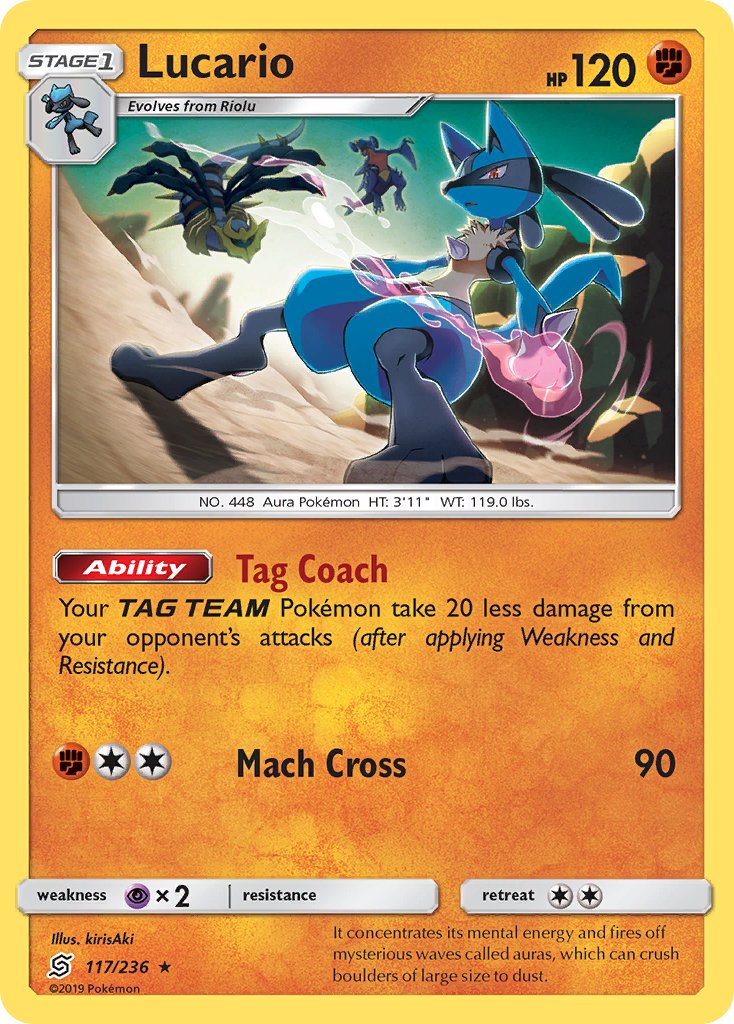 STAGE1
Lucario
HP 120
Evolves from Riolu
NO. 448 Aura Pokémon HT: 3'11" WT: 119.0 lbs.
Ability Tag Coach
Your TAG TEAM Pokémon take 20 less damage from
your opponent's attacks (after applying Weakness and
Resistance).
Mach Cross 90
weakness ×2 resistance retreat
Illus. kirisAki
117/236 ★
©2019 Pokémon
It concentrates its mental energy and fires off
mysterious waves called auras, which can crush
boulders of large size to dust.